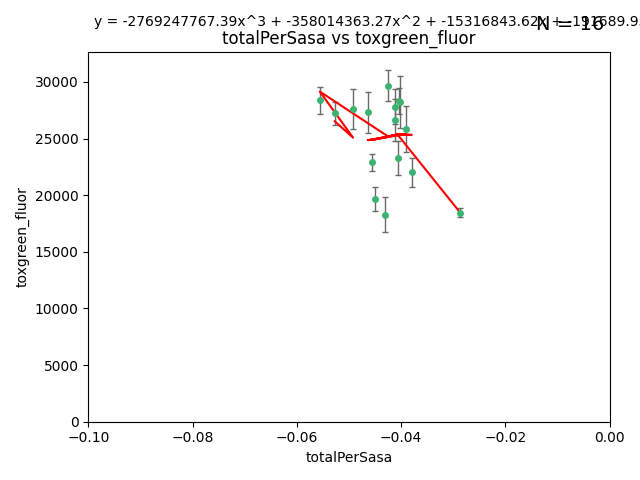 y = -2769247767.39x^3 + -358014363.27x^2 + -15316843.62x + -191689.9
N = 16
totalPerSasa vs toxgreen_fluor
toxgreen_fluor
30000
25000
20000
15000
10000
5000
0
−0.10
−0.08
−0.06
−0.04
−0.02
0.00
totalPerSasa